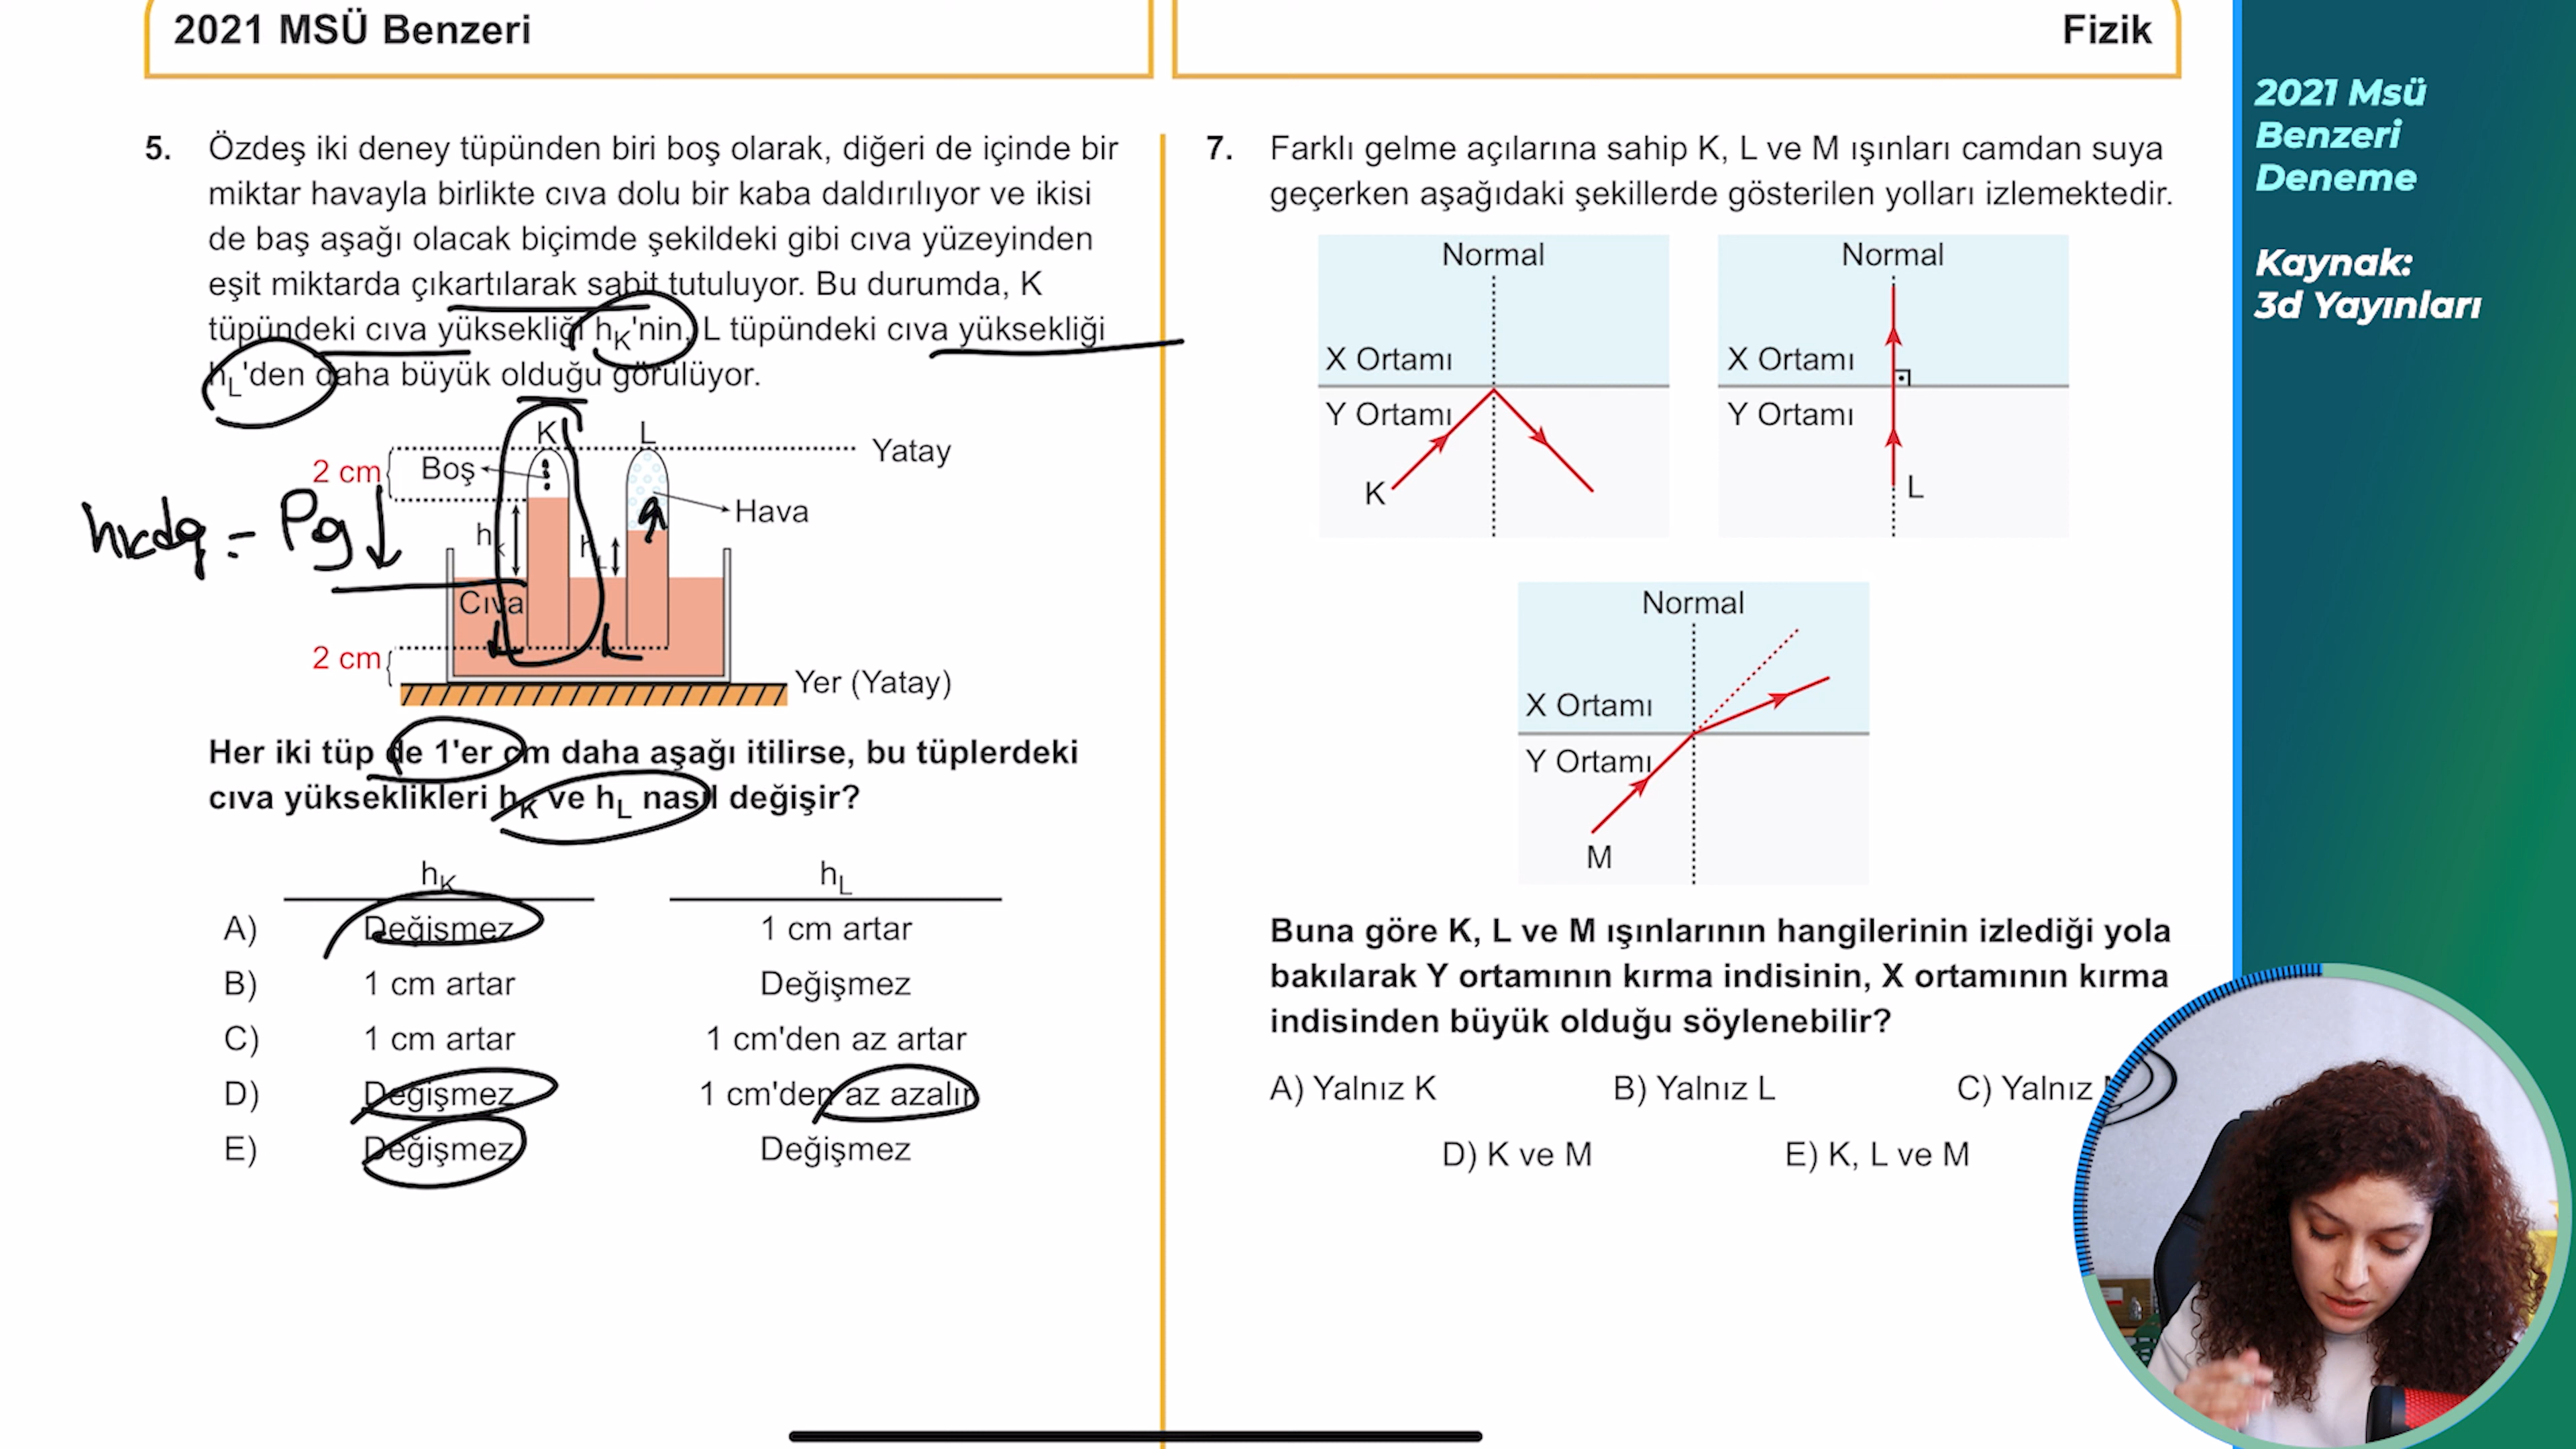 2021 MSÜ Benzeri
Fizik
2021 Msü
Benzeri
Deneme
Kaynak:
3d Yayınları
5. Özdeş iki deney tüpünden biri boş olarak, diğeri de içinde bir
miktar havayla birlikte cıva dolu bir kaba daldırılıyor ve ikisi
de baş aşağı olacak biçimde şekildeki gibi cıva yüzeyinden
eşit miktarda çıkartılarak sabit tutuluyor. Bu durumda, K
tüpündeki cıva yüksekliği hK'nin, L tüpündeki cıva yüksekliği
hL'den daha büyük olduğu görülüyor.
K L
Yatay
2 cm Boş
Hava
hkdg = Pg
h
h
Cıva
2 cm
Yer (Yatay)
Her iki tüp de 1'er cm daha aşağı itilirse, bu tüplerdeki
cıva yükseklikleri hK ve hL nasıl değişir?
hK hL
A) Değişmez 1 cm artar
B) 1 cm artar Değişmez
C) 1 cm artar 1 cm'den az artar
D) Değişmez 1 cm'den az azalır
E) Değişmez Değişmez
7. Farklı gelme açılarına sahip K, L ve M ışınları camdan suya
geçerken aşağıdaki şekillerde gösterilen yolları izlemektedir.
Normal
X Ortamı
Y Ortamı
K
Normal
X Ortamı
Y Ortamı
L
Normal
X Ortamı
Y Ortamı
M
Buna göre K, L ve M ışınlarının hangilerinin izlediği yola
bakılarak Y ortamının kırma indisinin, X ortamının kırma
indisinden büyük olduğu söylenebilir?
A) Yalnız K B) Yalnız L C) Yalnız
D) K ve M E) K, L ve M